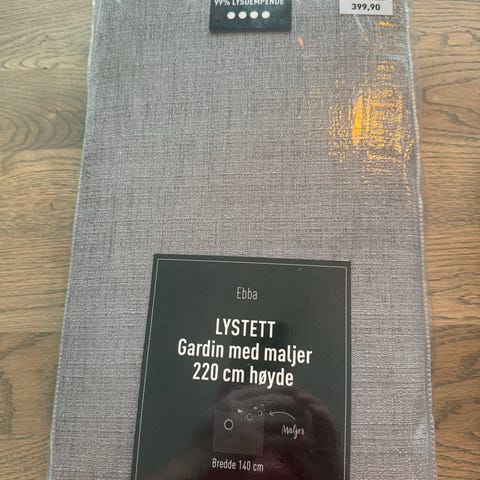 99% LYSDEMPENDE
399,90
Ebba
LYSTETT
Gardin med maljer
220 cm høyde
Maljer
Bredde 140 cm